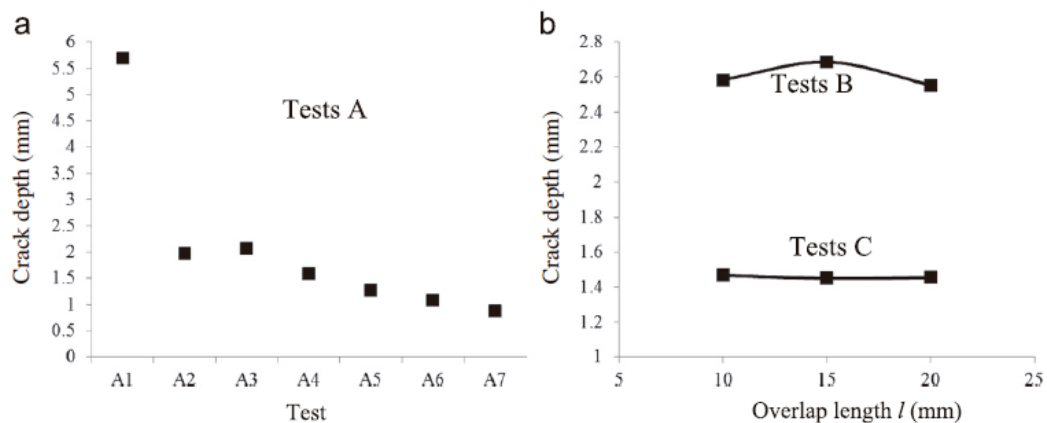 a
6
5.5
5
4.5
4
3.5
3
2.5
2
1.5
1
0.5
0
Crack depth (mm)
Tests A
A1 A2 A3 A4 A5 A6 A7
Test
b
2.8
2.6
2.4
2.2
2
1.8
1.6
1.4
1.2
1
Crack depth (mm)
Tests B
Tests C
5 10 15 20 25
Overlap length l (mm)